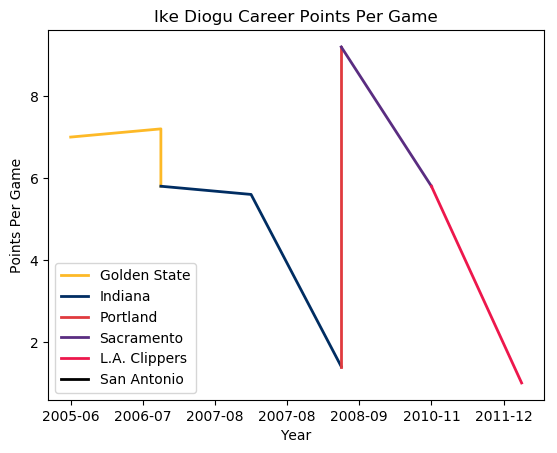 Ike Diogu Career Points Per Game
Points Per Game
8
6
4
2
Golden State
Indiana
Portland
Sacramento
L.A. Clippers
San Antonio
2005-06 2006-07 2007-08 2007-08 2008-09 2010-11 2011-12
Year